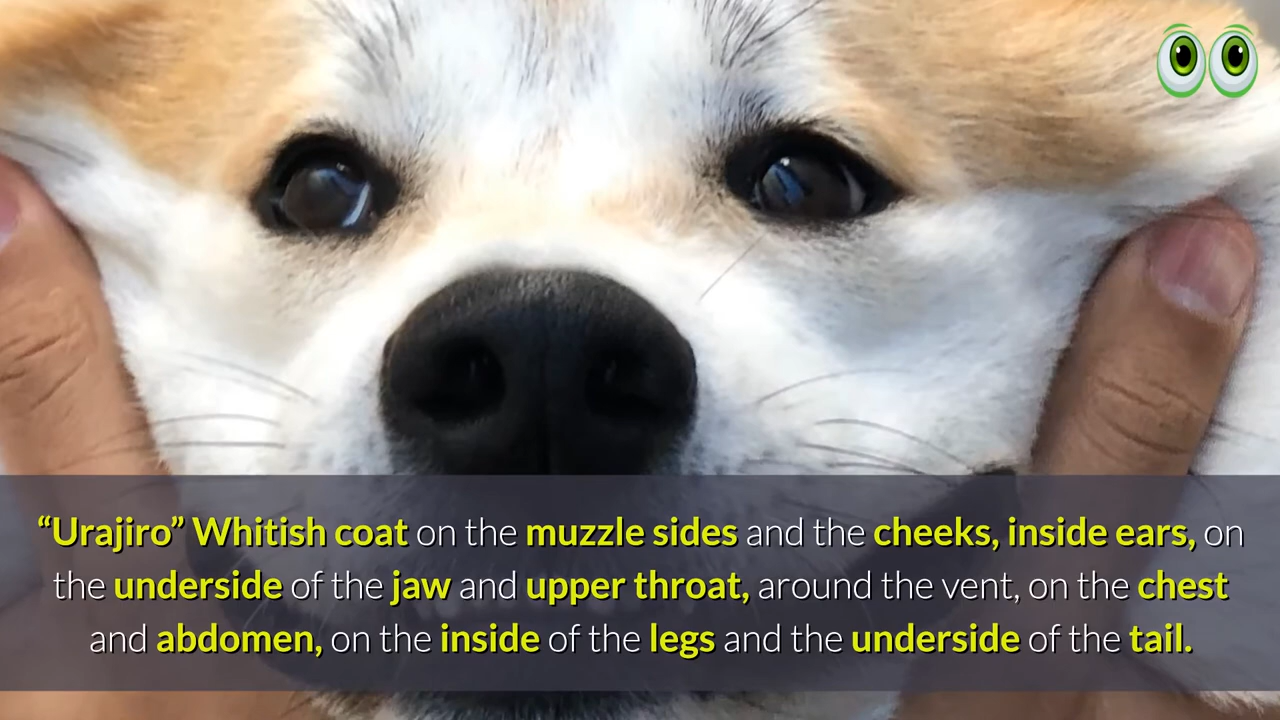 “Urajiro” Whitish coat on the muzzle sides and the cheeks, inside ears, on
the underside of the jaw and upper throat, around the vent, on the chest
and abdomen, on the inside of the legs and the underside of the tail.